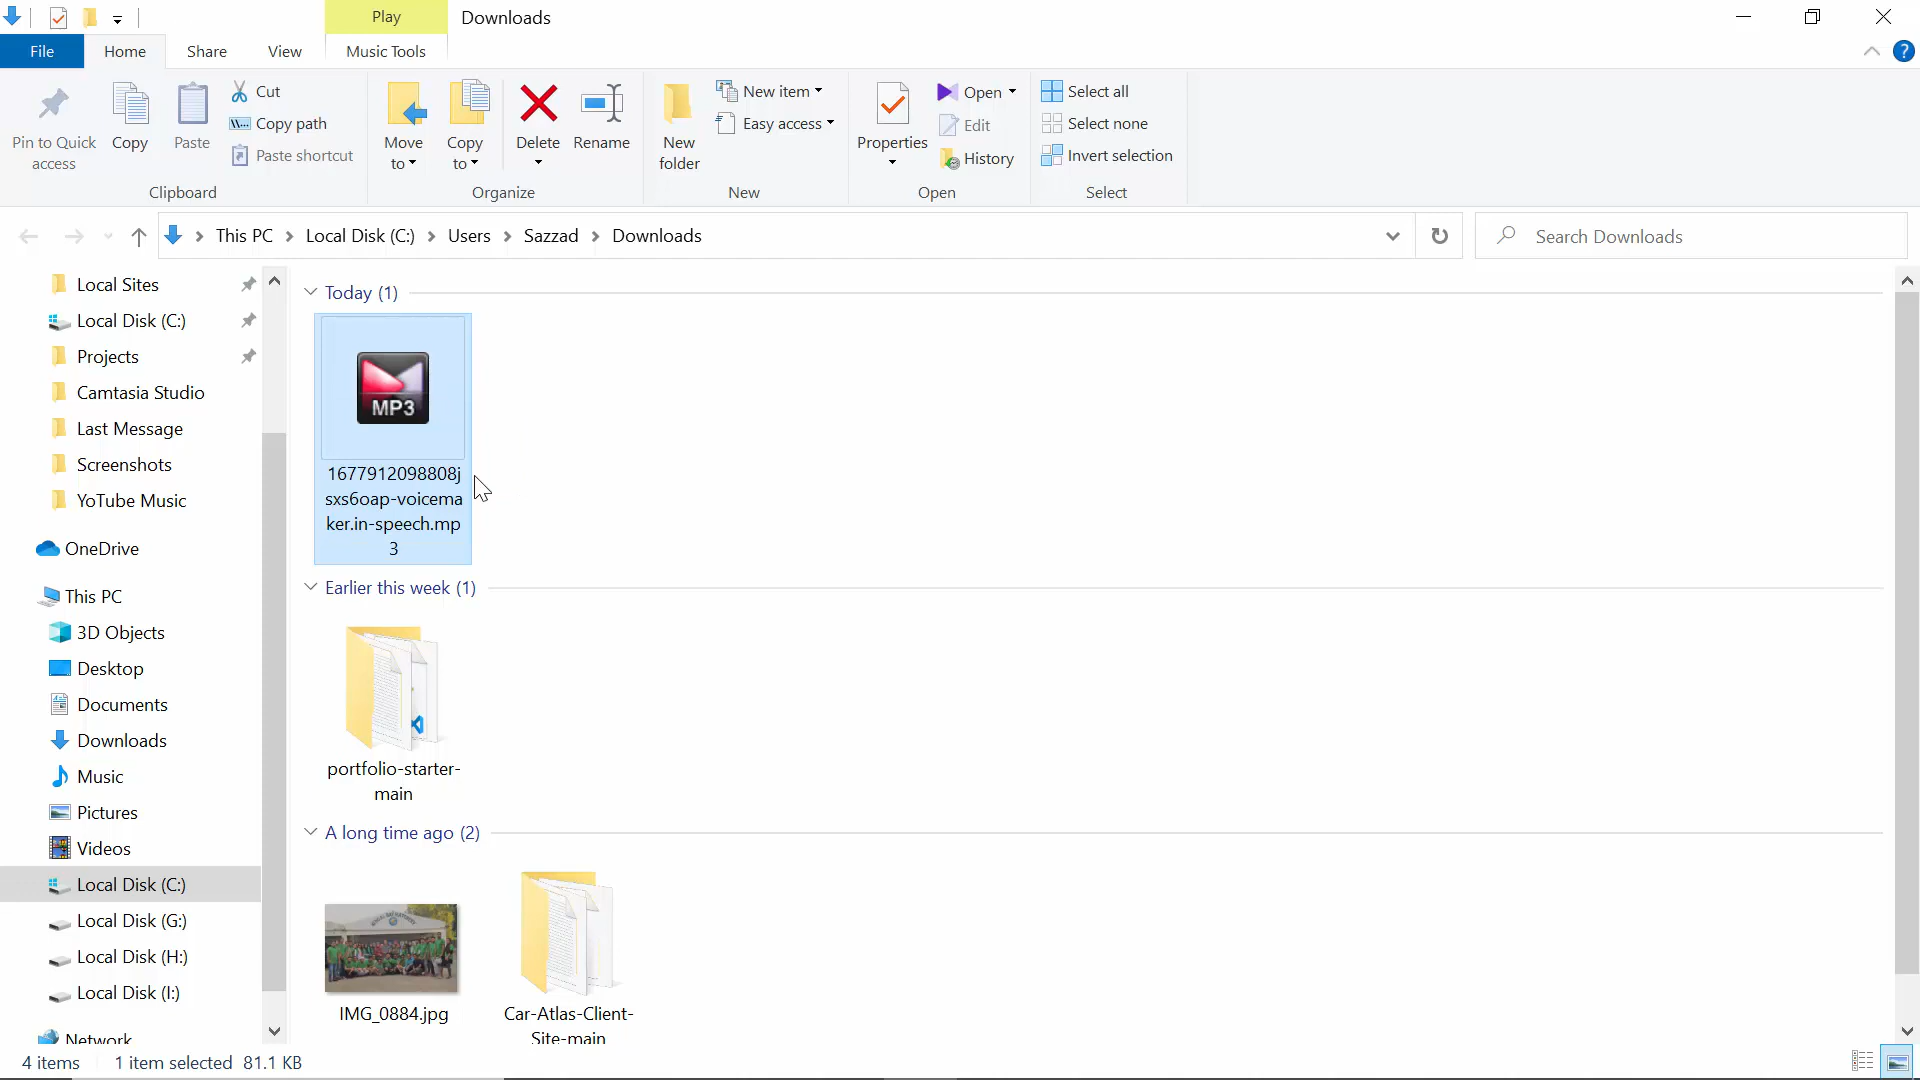 Play
Downloads
File
Home
Share
View
Music Tools
?
Pin to Quick
access
Copy
Paste
Cut
Copy path
Paste shortcut
Clipboard
Move
to
Copy
to
Delete
Rename
Organize
New
folder
New item
Easy access
New
Properties
Open
Edit
History
Open
Select all
Select none
Invert selection
Select
This PC
Local Disk (C:)
Users
Sazzad
Downloads
Search Downloads
Local Sites
Local Disk (C:)
Projects
Camtasia Studio
Last Message
Screenshots
YoTube Music
OneDrive
This PC
3D Objects
Desktop
Documents
Downloads
Music
Pictures
Videos
Local Disk (C:)
Local Disk (G:)
Local Disk (H:)
Local Disk (I:)
Network
Today (1)
MP3
1677912098808j
sxs6oap-voicema
ker.in-speech.mp
3
Earlier this week (1)
portfolio-starter-
main
A long time ago (2)
IMG_0884.jpg
Car-Atlas-Client-
Site-main
4 items
1 item selected 81.1 KB